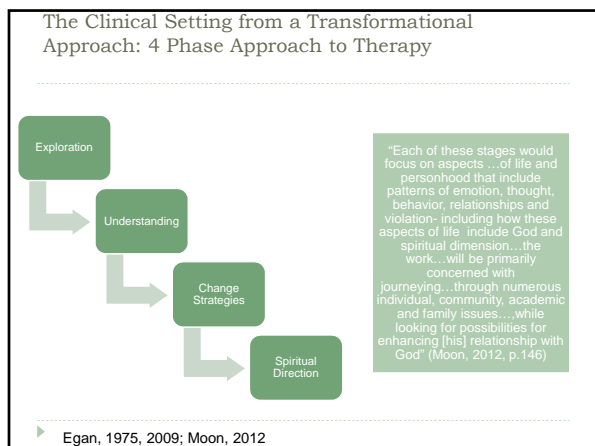 The Clinical Setting from a Transformational
Approach: 4 Phase Approach to Therapy
Exploration
Understanding
Change
Strategies
Spiritual
Direction
“Each of these stages would
focus on aspects …of life and
personhood that include
patterns of emotion, thought,
behavior, relationships and
violation- including how these
aspects of life include God and
spiritual dimension…the
work…will be primarily
concerned with
journeying…through numerous
individual, community, academic
and family issues…,while
looking for possibilities for
enhancing [his] relationship with
God” (Moon, 2012, p.146)
Egan, 1975, 2009; Moon, 2012